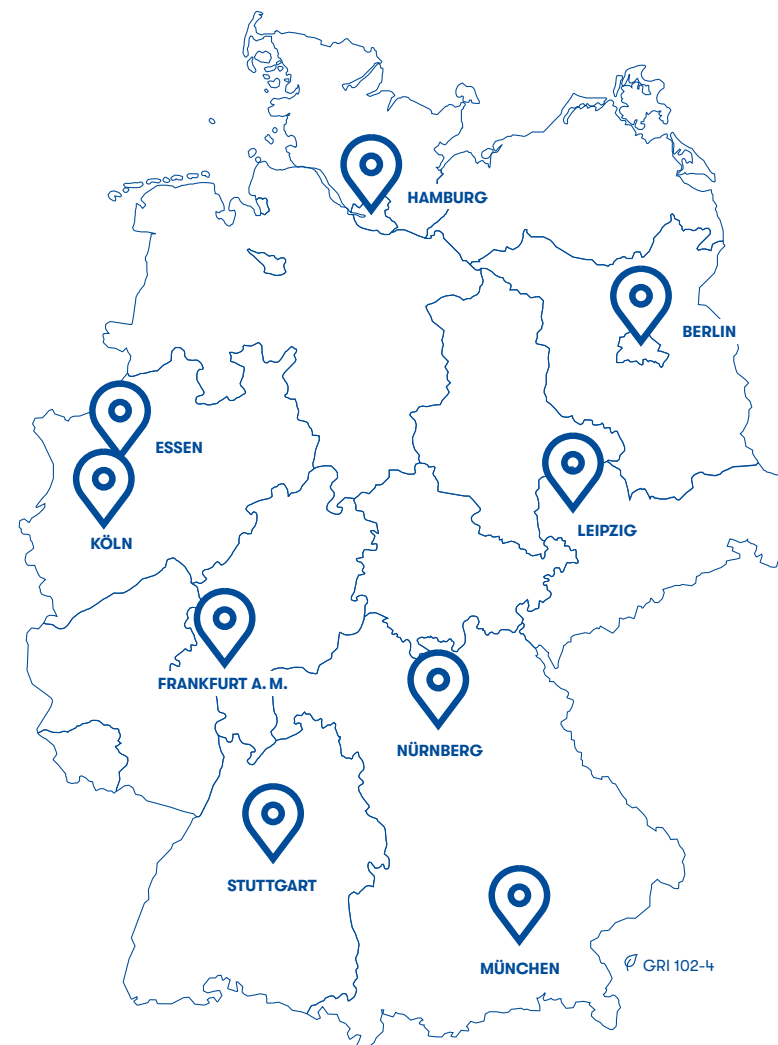 HAMBURG
BERLIN
ESSEN
LEIPZIG
KÖLN
FRANKFURT A. M.
NÜRNBERG
STUTTGART
MÜNCHEN
GRI 102-4